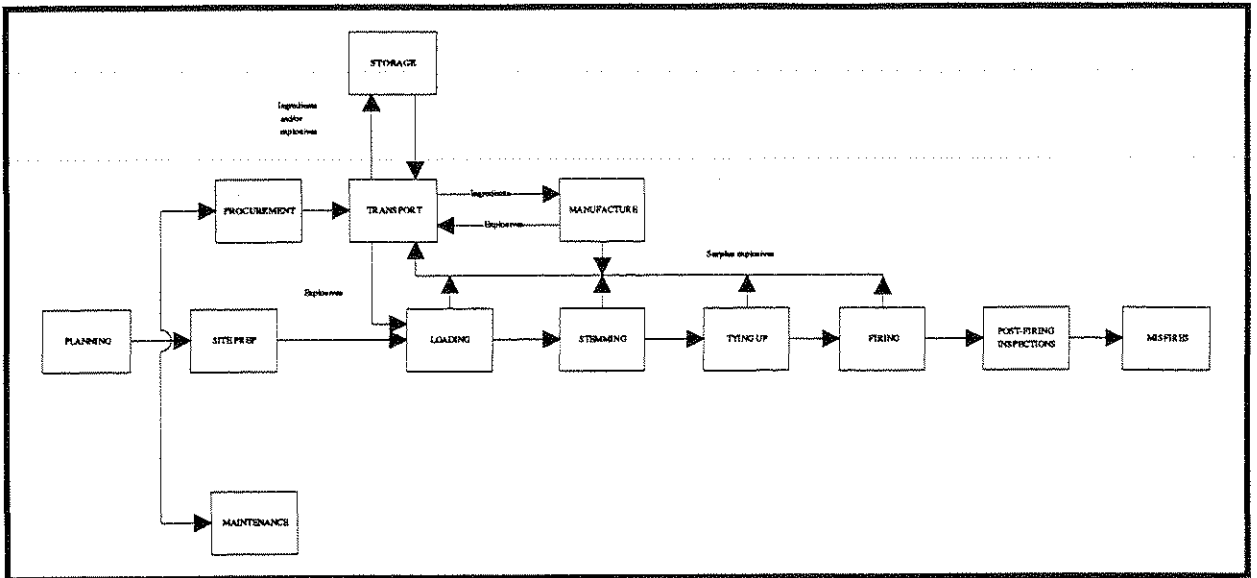 STORAGE
Ingredients
and/or
explosives
PROCUREMENT
TRANSPORT
Ingredients
MANUFACTURE
Explosives
Surplus explosives
Explosives
PLANNING
SITE PREP
LOADING
STEMMING
TYING UP
FIRING
POST-FIRING
INSPECTIONS
MISFIRES
MAINTENANCE